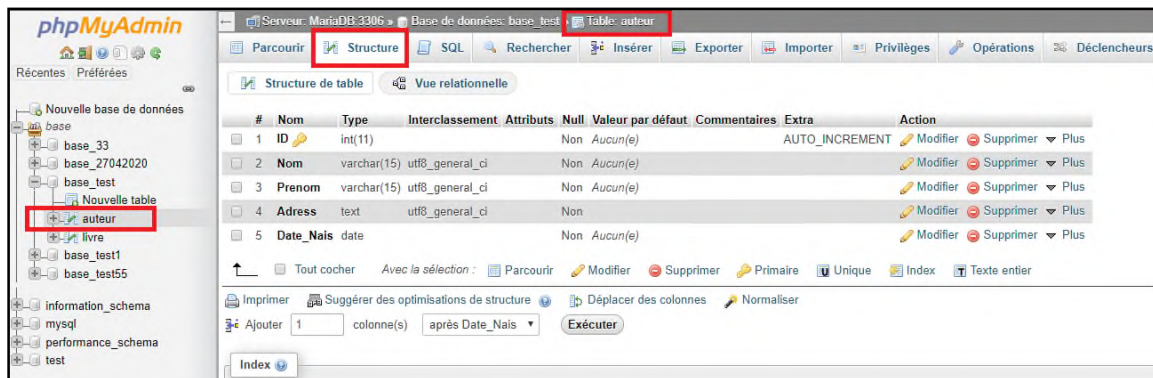 phpMyAdmin
Récentes Préférées
Nouvelle base de données
base
base_33
base_27042020
base_test
Nouvelle table
auteur
livre
base_test1
base_test55
information_schema
mysql
performance_schema
test
Serveur: MariaDB:3306 » Base de données: base_test » Table: auteur
Parcourir Structure SQL Rechercher Insérer Exporter Importer Privilèges Opérations Déclencheurs
Structure de table Vue relationnelle
# Nom Type Interclassement Attributs Null Valeur par défaut Commentaires Extra Action
1 ID int(11) Non Aucun(e) AUTO_INCREMENT Modifier Supprimer Plus
2 Nom varchar(15) utf8_general_ci Non Aucun(e) Modifier Supprimer Plus
3 Prenom varchar(15) utf8_general_ci Non Aucun(e) Modifier Supprimer Plus
4 Adress text utf8_general_ci Non Modifier Supprimer Plus
5 Date_Nais date Non Aucun(e) Modifier Supprimer Plus
Tout cocher Avec la sélection : Parcourir Modifier Supprimer Primaire Unique Index Texte entier
Imprimer Suggérer des optimisations de structure Déplacer des colonnes Normaliser
Ajouter 1 colonne(s) après Date_Nais Exécuter
Index